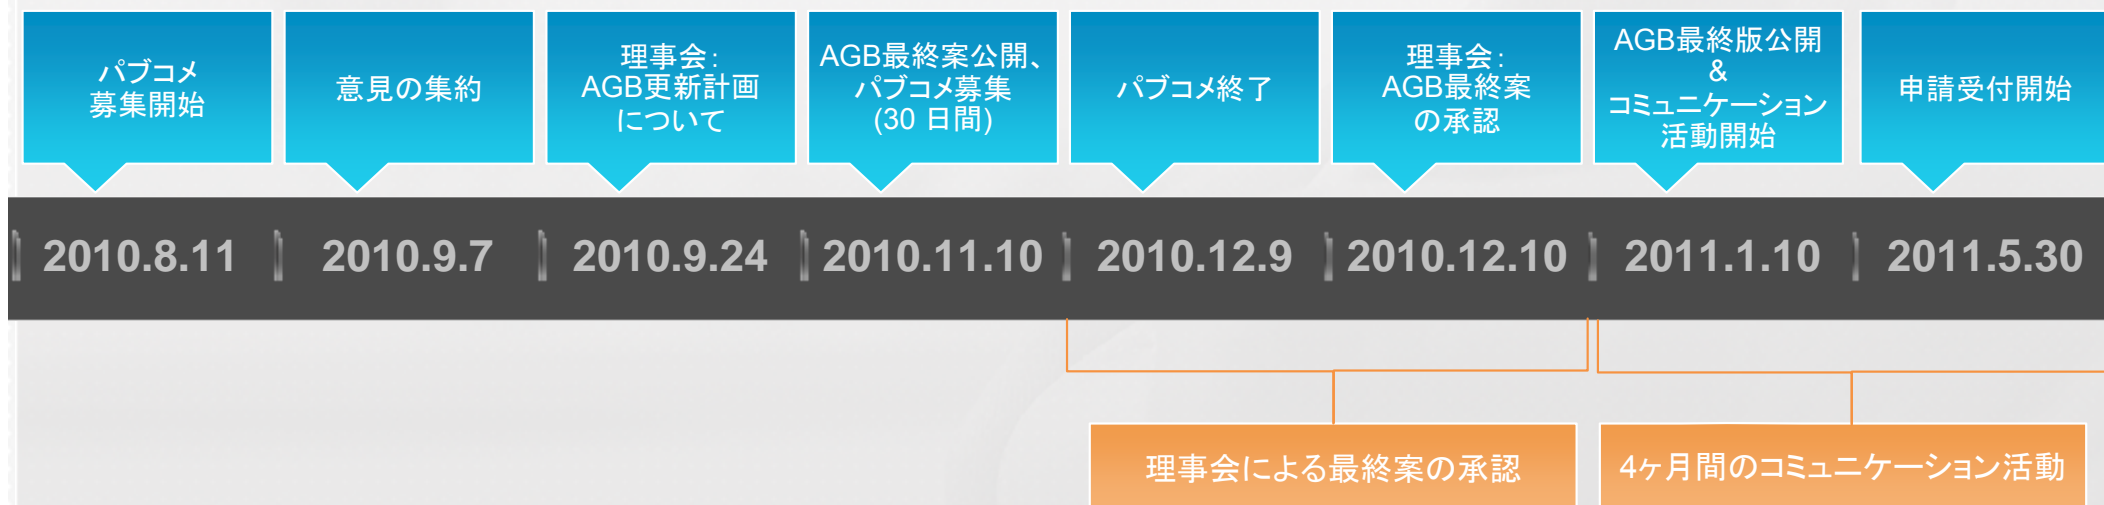 パブコメ
募集開始
意見の集約
理事会:
AGB更新計画
について
AGB最終案公開、
パブコメ募集
(30 日間)
パブコメ終了
理事会:
AGB最終案
の承認
AGB最終版公開
&
コミュニケーション
活動開始
申請受付開始
2010.8.11
2010.9.7
2010.9.24
2010.11.10
2010.12.9
2010.12.10
2011.1.10
2011.5.30
理事会による最終案の承認
4ヶ月間のコミュニケーション活動